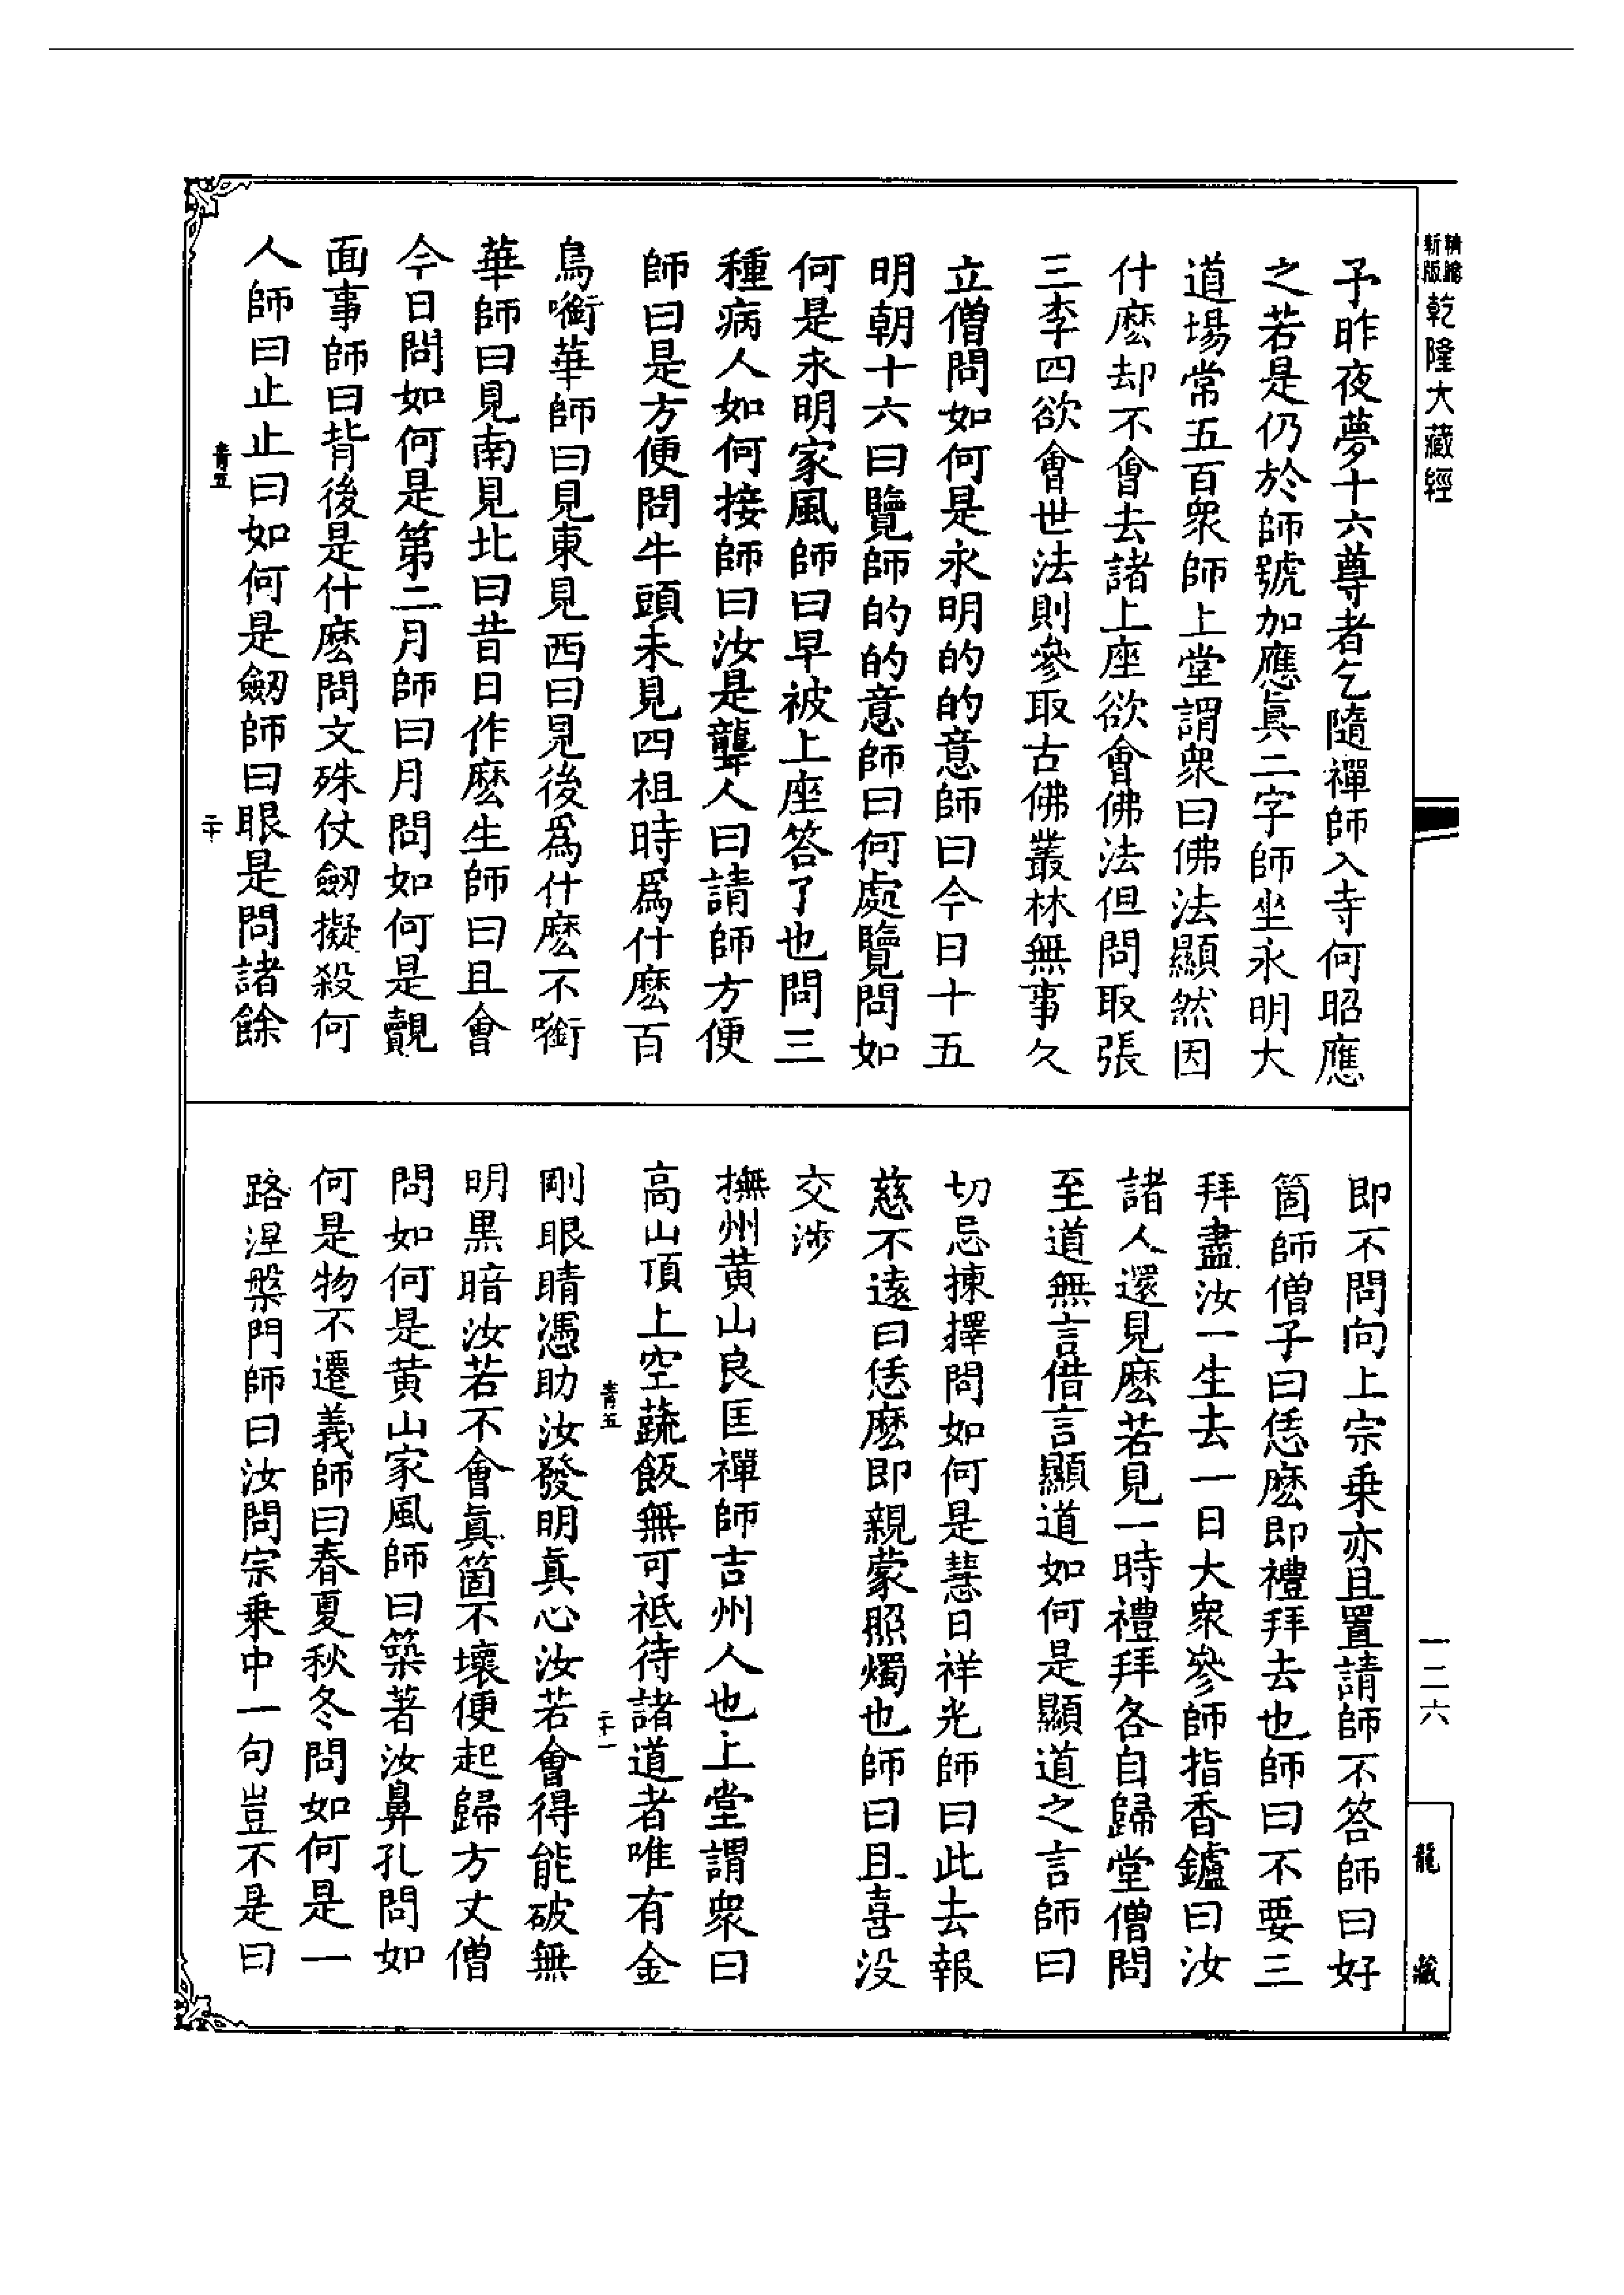 精縮新版乾隆大藏經
予昨夜夢十六尊者乞隨禪師入寺何昭應
之若是仍於師號加應眞二字師坐永明大
道場常五百衆師上堂謂衆曰佛法顯然因
什麽却不會去諸上座欲會佛法但問取張
三李四欲會世法則參取古佛叢林無事久
立僧問如何是永明的的意師曰今日十五
明朝十六曰覽師的的意師曰何處覽問如
何是永明家風師曰早被上座答了也問三
種病人如何接師曰汝是聾人曰請師方便
師曰是方便問牛頭未見四祖時爲什麽百
鳥㘅華師曰見東見西曰見後爲什麽不㘅
華師曰見南見北曰昔日作麽生師曰且會
今日問如何是第二月師曰月問如何是覿
面事師曰背後是什麽問文殊仗劒擬殺何
人師曰止止曰如何是劒師曰眼是問諸餘
青五
二十
即不問向上宗乗亦且置請師不答師曰好
箇師僧子曰恁麽即禮拜去也師曰不要三
拜盡汝一生去一日大衆參師指香鑪曰汝
諸人還見麽若見一時禮拜各自歸堂僧問
至道無言借言顯道如何是顯道之言師曰
切忌揀擇問如何是慧日祥光師曰此去報
慈不遠曰恁麽即親蒙照燭也師曰且喜没
交涉
撫州黃山良匡禪師吉州人也上堂謂衆曰
高山頂上空蔬飯無可祗待諸道者唯有金
青五
二十一
剛眼睛憑助汝發明眞心汝若會得能破無
明黑暗汝若不會眞箇不壞便起歸方丈僧
問如何是黃山家風師曰築著汝鼻孔問如
何是物不遷義師曰春夏秋冬問如何是一
路涅槃門師曰汝問宗乗中一句豈不是曰
一二六
龍藏